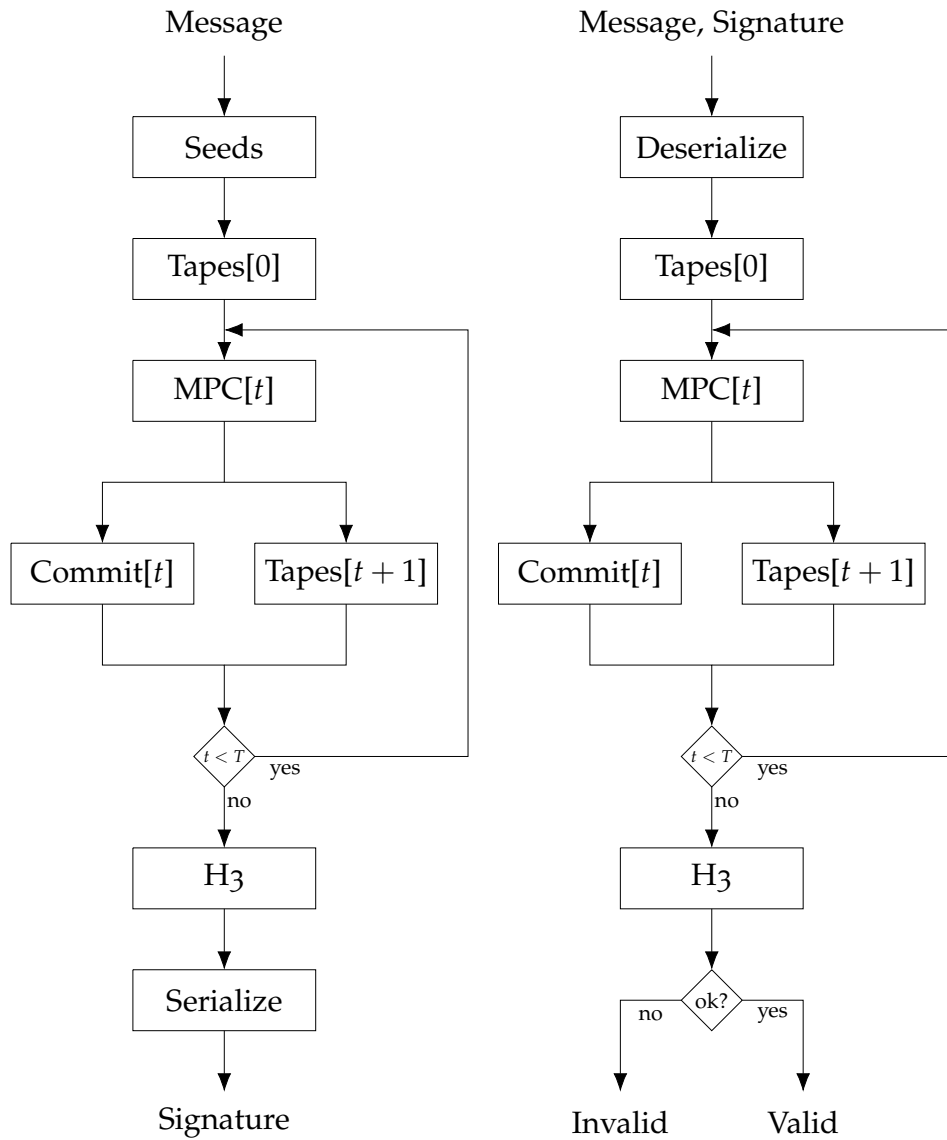 Message
Seeds
Tapes[0]
MPC[t]
Commit[t]
Tapes[t + 1]
t < T
yes
no
H3
Serialize
Signature
Message, Signature
Deserialize
Tapes[0]
MPC[t]
Commit[t]
Tapes[t + 1]
t < T
yes
no
H3
ok?
no
yes
Invalid
Valid